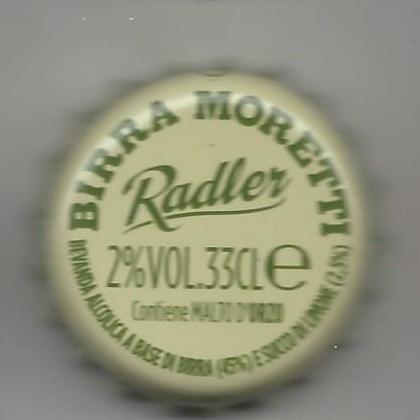 BIRRA MORETTI
Radler
2%VOL.33CL e
Contiene MALTO D'ORZO
BEVANDA ALCOLICA A BASE DI BIRRA (45%) E SUCCO DI LIMONE (2,5%)